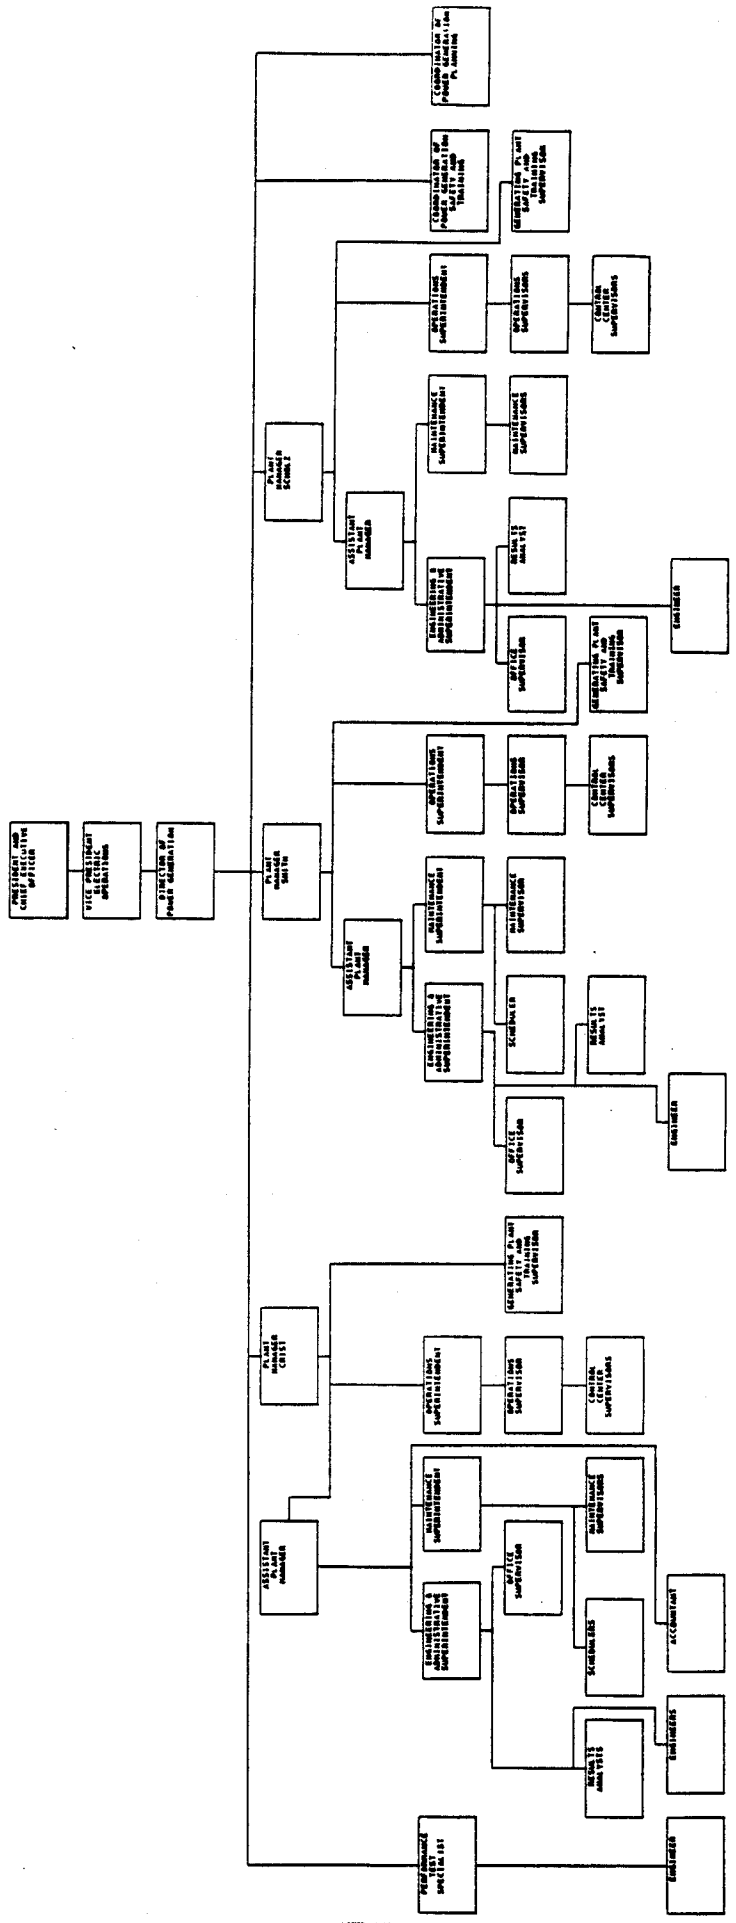 PRESIDENT AND
CHIEF EXECUTIVE
OFFICER
VICE PRESIDENT
ELECTRIC
OPERATIONS
DIRECTOR OF
POWER GENERATION
PERFORMANCE
TEST
SPECIALIST
ENGINEER
ASSISTANT
PLANT
MANAGER
PLANT
MANAGER
CRIST
ENGINEERING &
ADMINISTRATIVE
SUPERINTENDENT
MAINTENANCE
SUPERINTENDENT
OPERATIONS
SUPERINTENDENT
OFFICE
SUPERVISOR
OPERATIONS
SUPERVISOR
GENERATING PLANT
SAFETY AND
TRAINING
SUPERVISOR
RESULTS
ANALYSTS
SCHEDULERS
MAINTENANCE
SUPERVISORS
CONTROL
CENTER
SUPERVISORS
ENGINEERS
ACCOUNTANT
PLANT
MANAGER
SMITH
ASSISTANT
PLANT
MANAGER
ENGINEERING &
ADMINISTRATIVE
SUPERINTENDENT
MAINTENANCE
SUPERINTENDENT
OPERATIONS
SUPERINTENDENT
OFFICE
SUPERVISOR
SCHEDULER
MAINTENANCE
SUPERVISOR
OPERATIONS
SUPERVISOR
RESULTS
ANALYST
CONTROL
CENTER
SUPERVISORS
GENERATING PLANT
SAFETY AND
TRAINING
SUPERVISOR
ENGINEER
PLANT
MANAGER
SCHOLZ
ASSISTANT
PLANT
MANAGER
ENGINEERING &
ADMINISTRATIVE
SUPERINTENDENT
MAINTENANCE
SUPERINTENDENT
OPERATIONS
SUPERINTENDENT
OFFICE
SUPERVISOR
RESULTS
ANALYST
MAINTENANCE
SUPERVISORS
OPERATIONS
SUPERVISORS
GENERATING PLANT
SAFETY AND
TRAINING
SUPERVISOR
CONTROL
CENTER
SUPERVISORS
ENGINEER
COORDINATOR OF
POWER GENERATION
SAFETY AND
TRAINING
COORDINATOR OF
POWER GENERATION
PLANNING